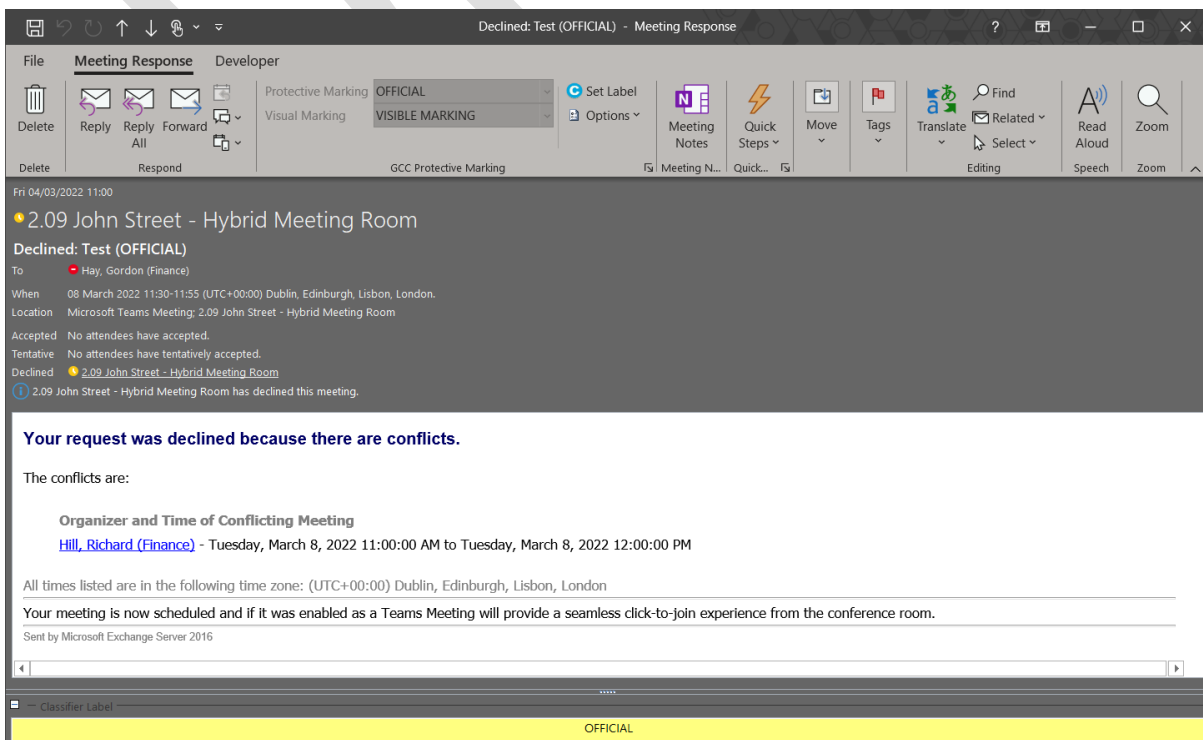 Declined: Test (OFFICIAL) - Meeting Response
?
File Meeting Response Developer
Delete
Reply
Reply All
Forward
Protective Marking OFFICIAL
Visual Marking VISIBLE MARKING
C Set Label
Options
Meeting Notes
Quick Steps
Move
Tags
あ
a
Translate
Find
Related
Select
A
Read Aloud
Zoom
Delete Respond GCC Protective Marking Meeting N... Quick... Editing Speech Zoom
Fri 04/03/2022 11:00
2.09 John Street - Hybrid Meeting Room
Declined: Test (OFFICIAL)
To Hay, Gordon (Finance)
When 08 March 2022 11:30-11:55 (UTC+00:00) Dublin, Edinburgh, Lisbon, London.
Location Microsoft Teams Meeting; 2.09 John Street - Hybrid Meeting Room
Accepted No attendees have accepted.
Tentative No attendees have tentatively accepted.
Declined 2.09 John Street - Hybrid Meeting Room
i 2.09 John Street - Hybrid Meeting Room has declined this meeting.
Your request was declined because there are conflicts.
The conflicts are:
Organizer and Time of Conflicting Meeting
Hill, Richard (Finance) - Tuesday, March 8, 2022 11:00:00 AM to Tuesday, March 8, 2022 12:00:00 PM
All times listed are in the following time zone: (UTC+00:00) Dublin, Edinburgh, Lisbon, London
Your meeting is now scheduled and if it was enabled as a Teams Meeting will provide a seamless click-to-join experience from the conference room.
Sent by Microsoft Exchange Server 2016
Classifier Label
OFFICIAL